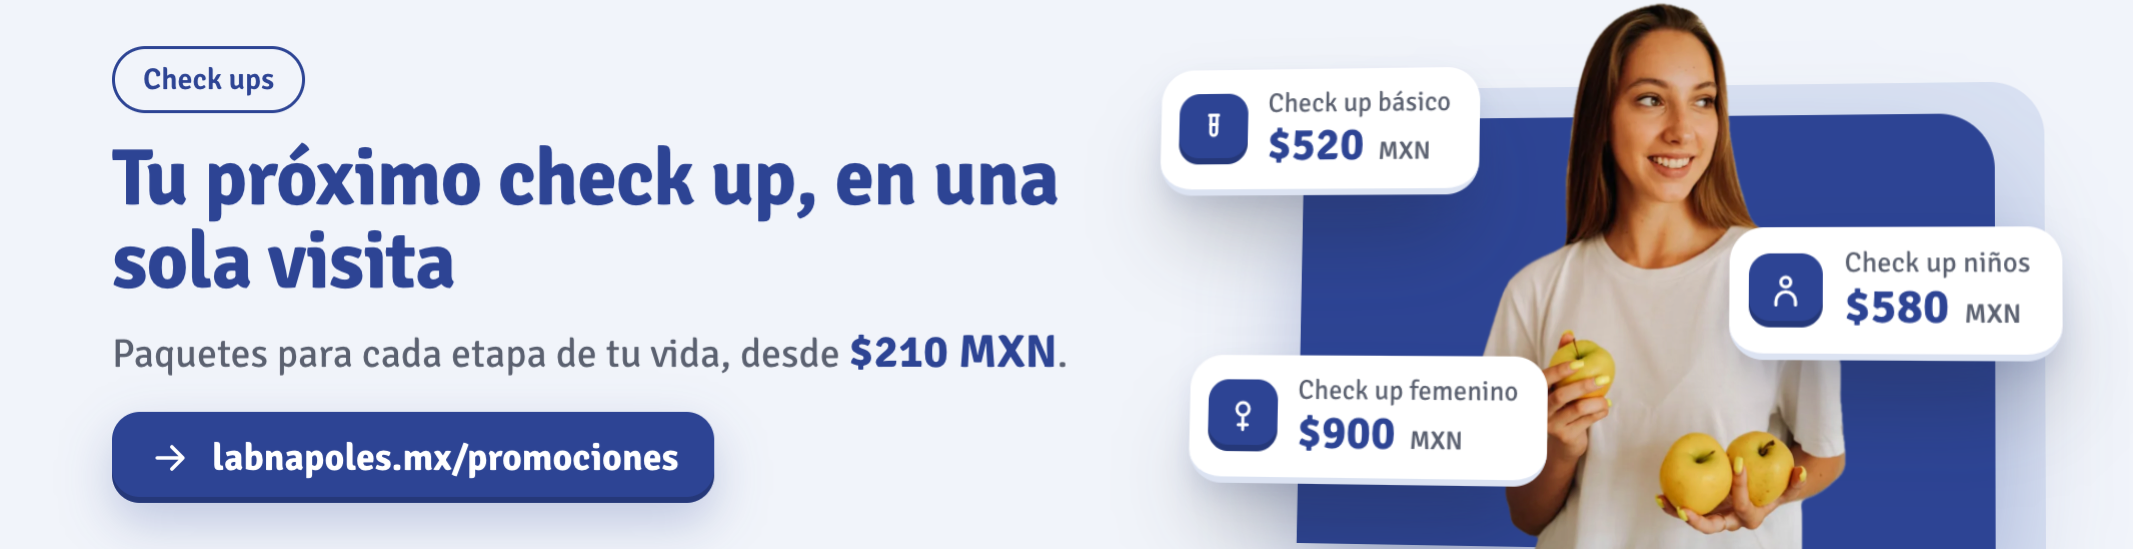 Check ups
Tu próximo check up, en una
sola visita
Paquetes para cada etapa de tu vida, desde $210 MXN.
labnapoles.mx/promociones
Check up básico
$520 MXN
Check up niños
$580 MXN
Check up femenino
$900 MXN